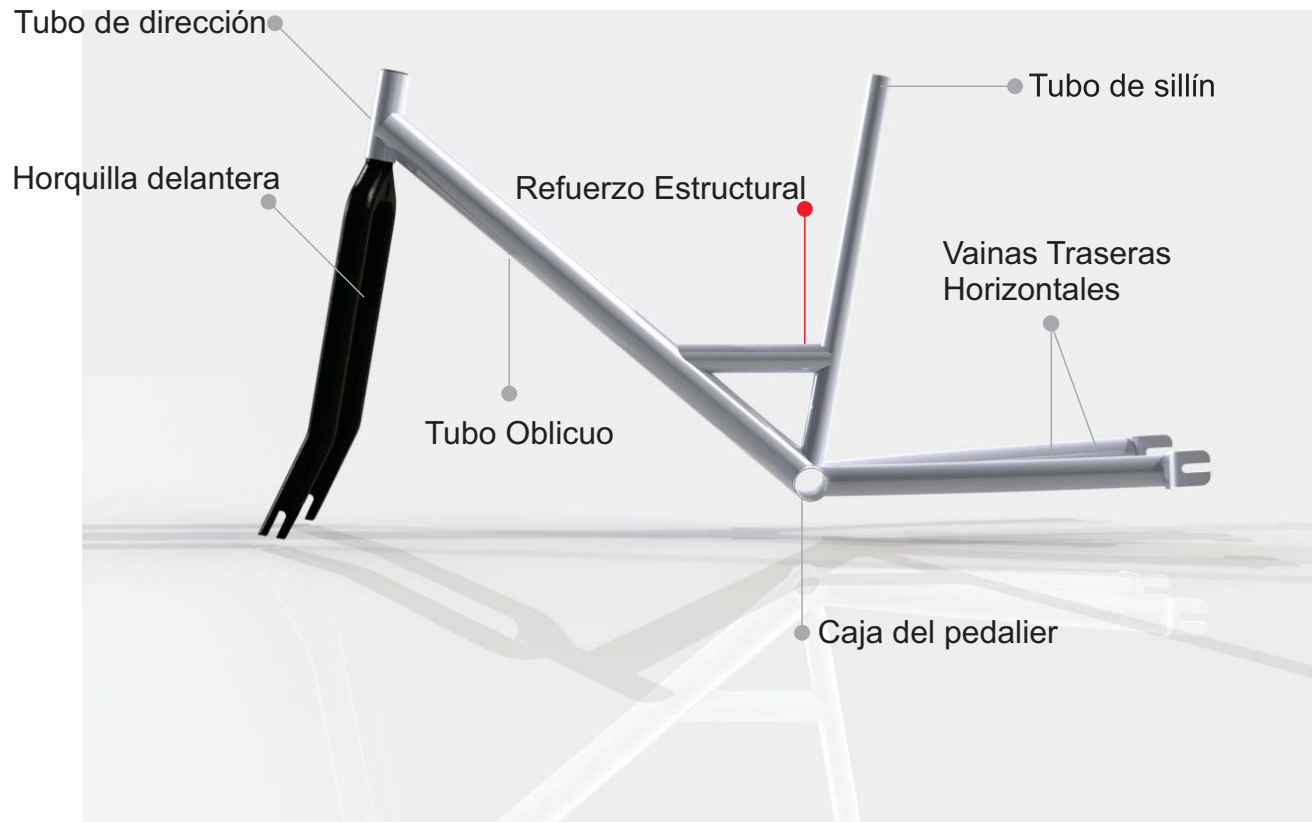 Tubo de dirección
Tubo de sillín
Horquilla delantera
Refuerzo Estructural
Vainas Traseras
Horizontales
Tubo Oblicuo
Caja del pedalier